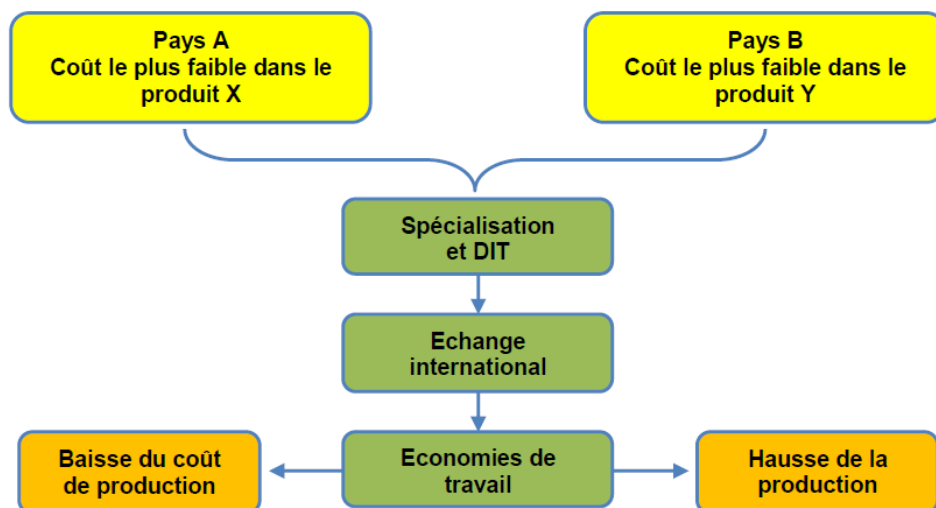 Pays A
Coût le plus faible dans le
produit X
Pays B
Coût le plus faible dans le
produit Y
Spécialisation
et DIT
Echange
international
Economies de
travail
Baisse du coût
de production
Hausse de la
production